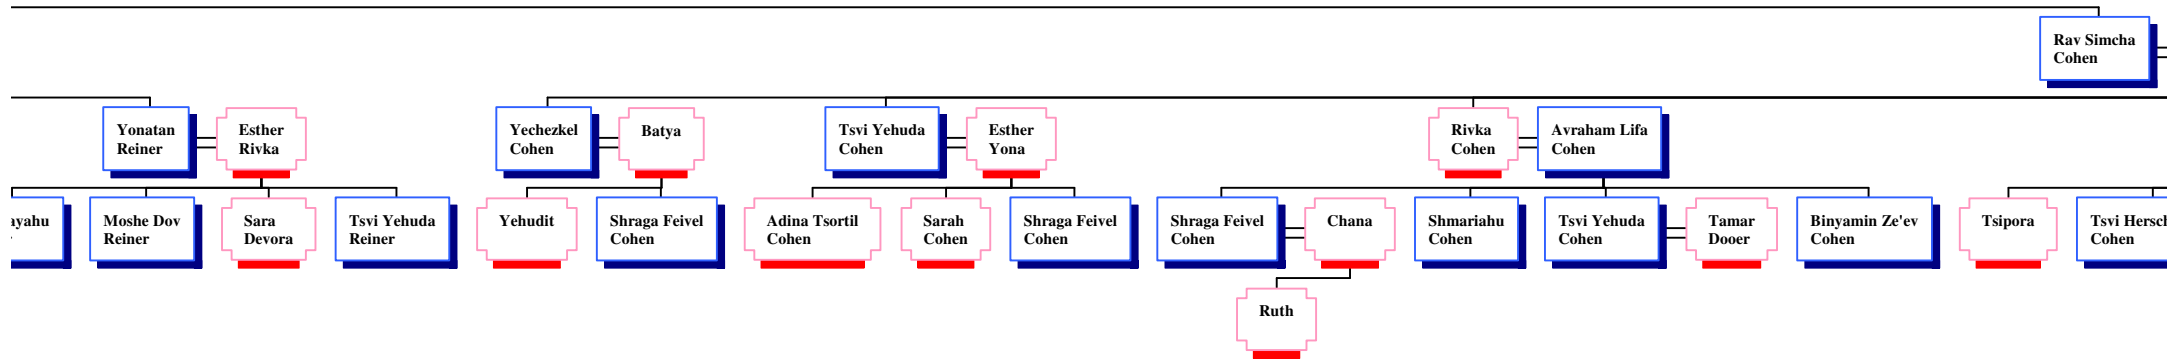 Rav Simcha
Cohen
Yonatan
Reiner
Esther
Rivka
Yechezkel
Cohen
Batya
Tsvi Yehuda
Cohen
Esther
Yona
Rivka
Cohen
Avraham Lifa
Cohen
ayahu
Moshe Dov
Reiner
Sara
Devora
Tsvi Yehuda
Reiner
Yehudit
Shraga Feivel
Cohen
Adina Tsortil
Cohen
Sarah
Cohen
Shraga Feivel
Cohen
Shraga Feivel
Cohen
Chana
Shmariahu
Cohen
Tsvi Yehuda
Cohen
Tamar
Dooer
Binyamin Ze'ev
Cohen
Tsipora
Tsvi Hersch
Cohen
Ruth